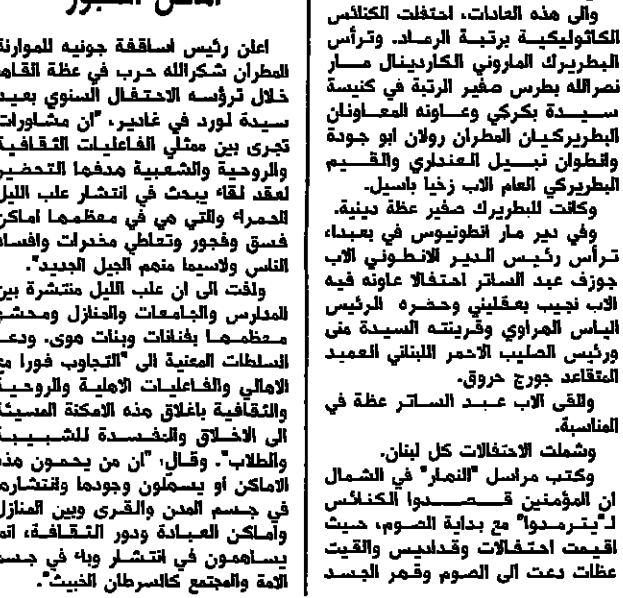 والى هذه العادات، احتفلت الكنائس
الكاثوليكية برتبة الرماد. وترأس
البطريرك الماروني الكاردينال مار
نصرالله بطرس صفير الرتبة في كنيسة
سيدة بكركي وعاونه المعاونان
البطريركيان المطران رولان ابو جودة
وانطوان نبيل العنداري والقيم
البطريركي العام الاب زخيا باسيل.
وكانت للبطريرك صفير عظة دينية.
وفي دير مار انطونيوس في بعبدا،
ترأس رئيس الدير الانطوني الاب
جوزف عبد الساتر احتفالا عاونه فيه
الاب نجيب بعقليني وحضره الرئيس
الياس الهراوي وقرينته السيدة منى
ورئيس الصليب الاحمر اللبناني العميد
المتقاعد جورج حروق.
والقى الاب عبد الساتر عظة في
المناسبة.
وشملت الاحتفالات كل لبنان.
وكتب مراسل "النهار" في الشمال
ان المؤمنين قصدوا الكنائس
لـ"يترمدوا" مع بداية الصوم، حيث
اقيمت احتفالات وقداديس والقيت
عظات دعت الى الصوم وقهر الجسد
اعلن رئيس اساقفة جونيه للموارنة
المطران شكرالله حرب في عظة القاها
خلال ترؤسه الاحتفال السنوي بعيد
سيدة لورد في غادير، "ان مشاورات
تجرى بين ممثلي الفاعليات الثقافية
والروحية والشعبية هدفها التحضير
لعقد لقاء يبحث في انتشار علب الليل
الحمراء والتي هي في معظمها اماكن
فسق وفجور وتعاطي مخدرات وافساد
الناس ولاسيما منهم الجيل الجديد".
ولفت الى ان علب الليل منتشرة بين
المدارس والجامعات والمنازل ومحشو
معظمها بفنانات وبنات هوى. ودعا
السلطات المعنية الى "التجاوب فورا مع
الاهالي والفاعليات الاهلية والروحية
والثقافية باغلاق هذه الامكنة المسيئة
الى الاخلاق والمفسدة للشبيبة
والطلاب". وقال: "ان من يحمون هذه
الاماكن أو يسهلون وجودها وانتشارها
في جسم المدن والقرى وبين المنازل
وأماكن العبادة ودور الثقافة، انما
يساهمون في انتشار وباء في جسم
الامة والمجتمع كالسرطان الخبيث".